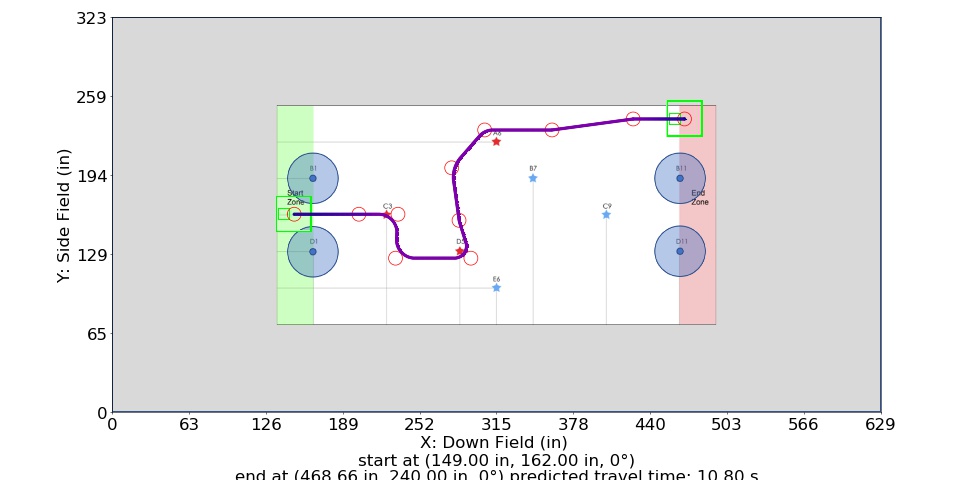 323
259
194
129
65
0
Y: Side Field (in)
A6
B1
B7
B11
Start
Zone
End
Zone
C3
C9
D1
D5
D11
E6
0 63 126 189 252 315 378 440 503 566 629
X: Down Field (in)
start at (149.00 in, 162.00 in, 0°)
end at (468.66 in, 240.00 in, 0°) predicted travel time: 10.80 s